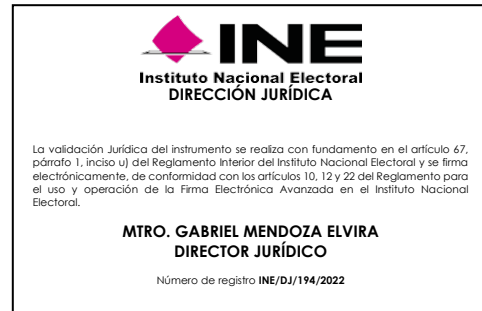 INE
Instituto Nacional Electoral
DIRECCIÓN JURÍDICA
La validación Jurídica del instrumento se realiza con fundamento en el artículo 67,
párrafo 1, inciso u) del Reglamento Interior del Instituto Nacional Electoral y se firma
electrónicamente, de conformidad con los artículos 10, 12 y 22 del Reglamento para
el uso y operación de la Firma Electrónica Avanzada en el Instituto Nacional
Electoral.
MTRO. GABRIEL MENDOZA ELVIRA
DIRECTOR JURÍDICO
Número de registro INE/DJ/194/2022